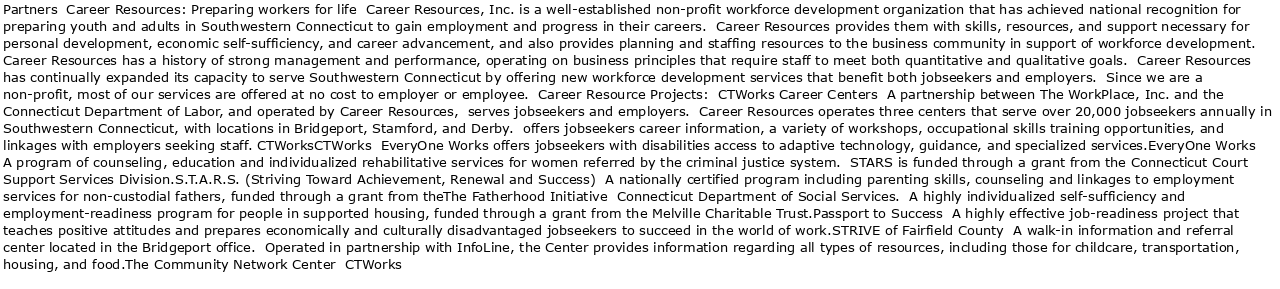 Partners  Career Resources: Preparing workers for life  Career Resources, Inc. is a well-established non-profit workforce development organization that has achieved national recognition for
preparing youth and adults in Southwestern Connecticut to gain employment and progress in their careers.  Career Resources provides them with skills, resources, and support necessary for
personal development, economic self-sufficiency, and career advancement, and also provides planning and staffing resources to the business community in support of workforce development.
Career Resources has a history of strong management and performance, operating on business principles that require staff to meet both quantitative and qualitative goals.  Career Resources
has continually expanded its capacity to serve Southwestern Connecticut by offering new workforce development services that benefit both jobseekers and employers.  Since we are a
non-profit, most of our services are offered at no cost to employer or employee.  Career Resource Projects:  CTWorks Career Centers  A partnership between The WorkPlace, Inc. and the
Connecticut Department of Labor, and operated by Career Resources,  serves jobseekers and employers.  Career Resources operates three centers that serve over 20,000 jobseekers annually in
Southwestern Connecticut, with locations in Bridgeport, Stamford, and Derby.  offers jobseekers career information, a variety of workshops, occupational skills training opportunities, and
linkages with employers seeking staff. CTWorksCTWorks  EveryOne Works offers jobseekers with disabilities access to adaptive technology, guidance, and specialized services.EveryOne Works
A program of counseling, education and individualized rehabilitative services for women referred by the criminal justice system.  STARS is funded through a grant from the Connecticut Court
Support Services Division.S.T.A.R.S. (Striving Toward Achievement, Renewal and Success)  A nationally certified program including parenting skills, counseling and linkages to employment
services for non-custodial fathers, funded through a grant from theThe Fatherhood Initiative  Connecticut Department of Social Services.  A highly individualized self-sufficiency and
employment-readiness program for people in supported housing, funded through a grant from the Melville Charitable Trust.Passport to Success  A highly effective job-readiness project that
teaches positive attitudes and prepares economically and culturally disadvantaged jobseekers to succeed in the world of work.STRIVE of Fairfield County  A walk-in information and referral
center located in the Bridgeport office.  Operated in partnership with InfoLine, the Center provides information regarding all types of resources, including those for childcare, transportation,
housing, and food.The Community Network Center  CTWorks